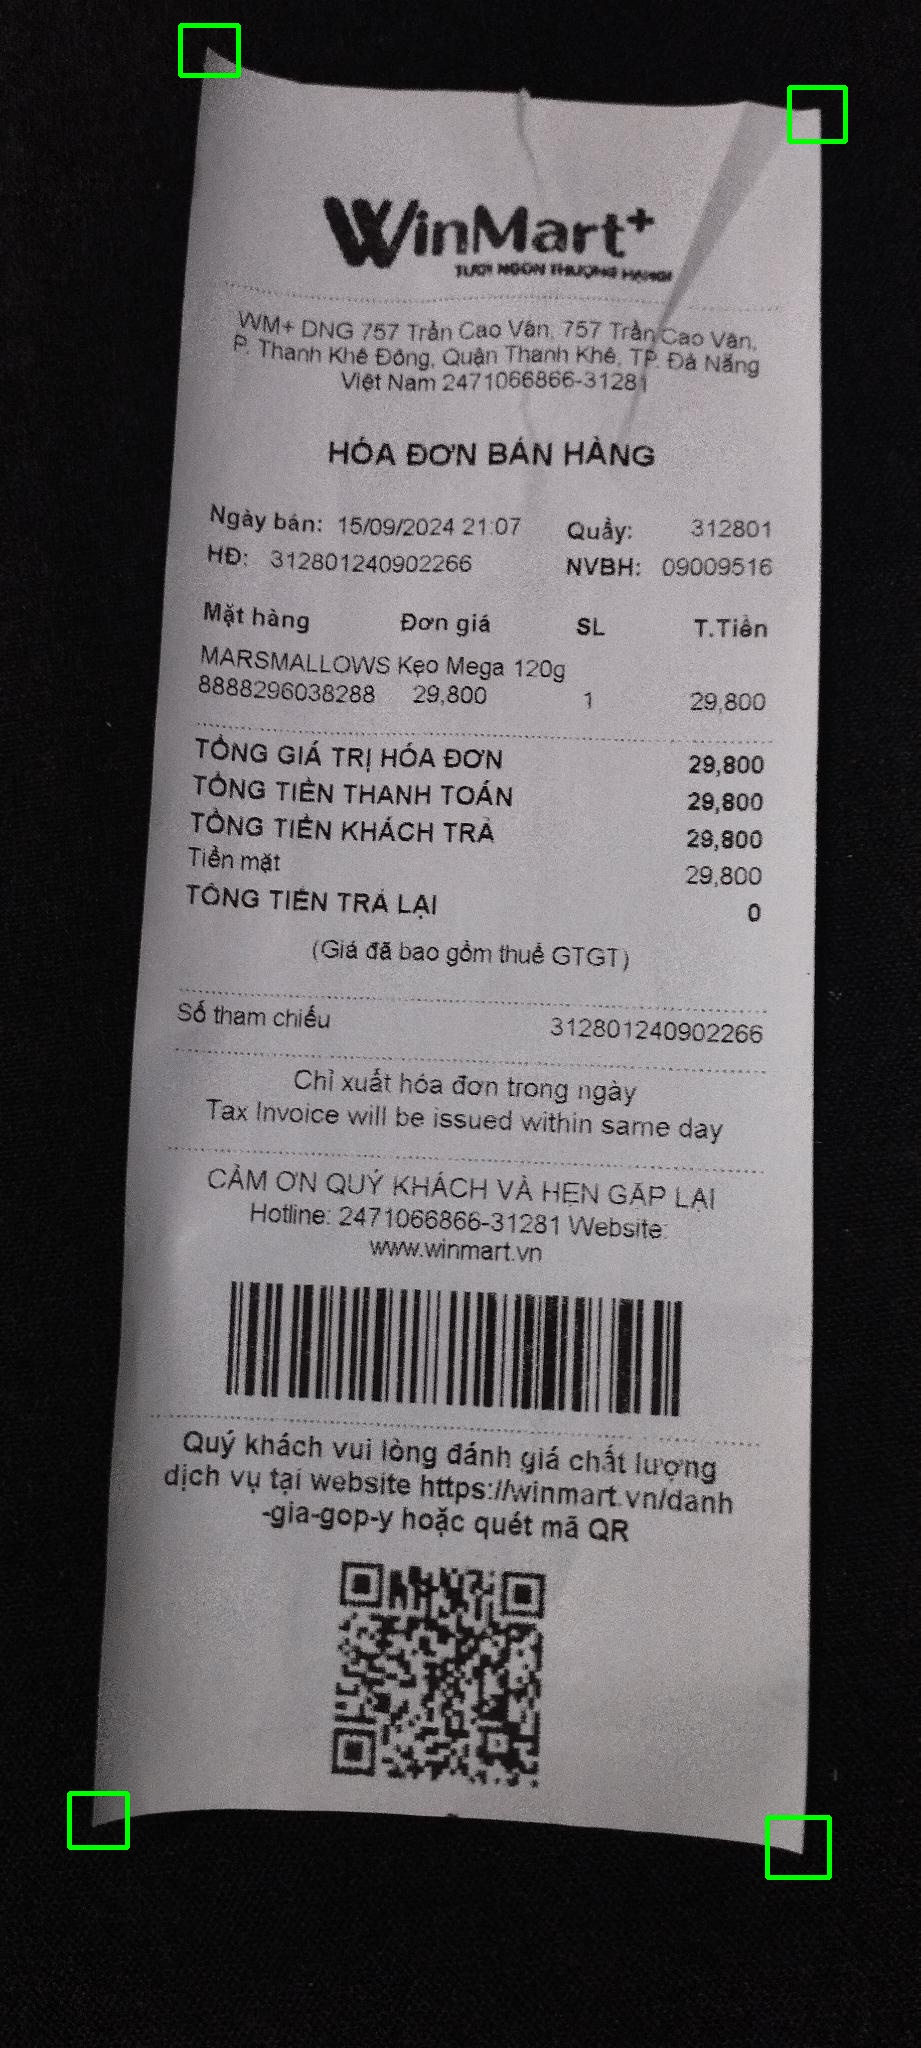 WinMart+
TƯƠI NGON THƯỢNG HẠNG!
WM+ DNG 757 Trần Cao Vân, 757 Trần Cao Vân,
P. Thanh Khê Đông, Quận Thanh Khê, TP. Đà Nẵng
Việt Nam 2471066866-31281
HÓA ĐƠN BÁN HÀNG
Ngày bán: 15/09/2024 21:07 Quầy: 312801
HĐ: 312801240902266 NVBH: 09009516
Mặt hàng Đơn giá SL T.Tiền
MARSMALLOWS Kẹo Mega 120g
8888296038288 29,800 1 29,800
TỔNG GIÁ TRỊ HÓA ĐƠN 29,800
TỔNG TIỀN THANH TOÁN 29,800
TỔNG TIỀN KHÁCH TRẢ 29,800
Tiền mặt 29,800
TỔNG TIỀN TRẢ LẠI 0
(Giá đã bao gồm thuế GTGT)
Số tham chiếu 312801240902266
Chỉ xuất hóa đơn trong ngày
Tax Invoice will be issued within same day
CẢM ƠN QUÝ KHÁCH VÀ HẸN GẶP LẠI
Hotline: 2471066866-31281 Website:
www.winmart.vn
Quý khách vui lòng đánh giá chất lượng
dịch vụ tại website https://winmart.vn/danh
-gia-gop-y hoặc quét mã QR